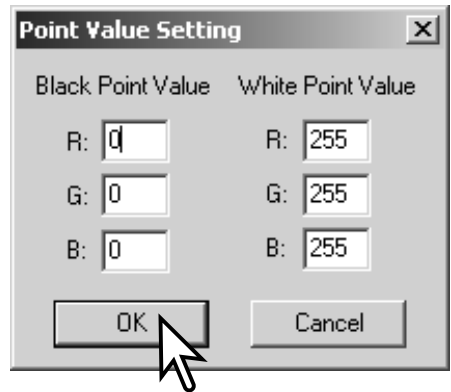 Point Value Setting
Black Point Value White Point Value
R: 0 R: 255
G: 0 G: 255
B: 0 B: 255
OK Cancel